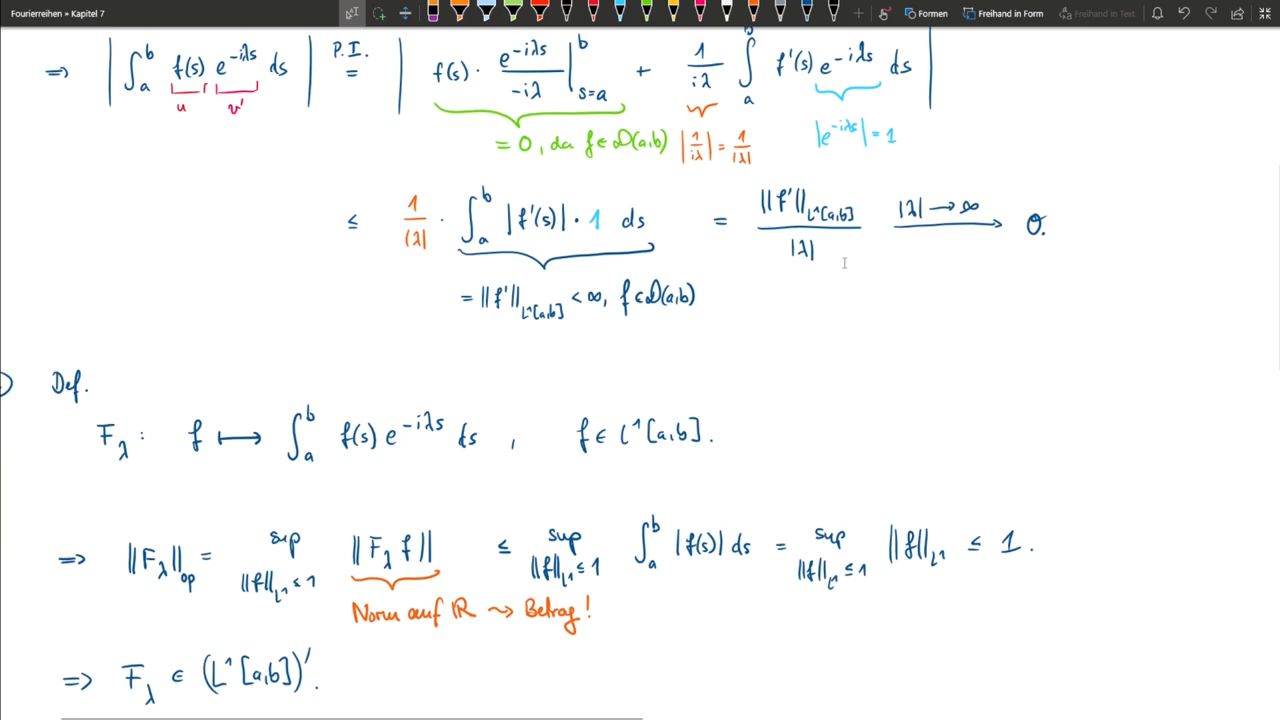 Fourierreihen » Kapitel 7
Formen Freihand in Form Freihand in Text
⇒ | ∫_a^b f(s) e^{-iλs} ds | P.I. = | f(s) · e^{-iλs}/-iλ |_{s=a}^b + 1/iλ ∫_a^b f'(s) e^{-iλs} ds |
u v'
= 0, da f ∈ D(a,b) |1/iλ| = 1/|λ| |e^{-iλs}| = 1
≤ 1/|λ| · ∫_a^b |f'(s)| · 1 ds = ||f'||_{L^1[a,b]} / |λ| |λ| → ∞ 0.
= ||f'||_{L^1[a,b]} < ∞, f ∈ D(a,b)
Def.
F_λ : f ⟼ ∫_a^b f(s) e^{-iλs} ds , f ∈ L^1[a,b].
⇒ ||F_λ||_{op} = sup_{||f||_{L^1} ≤ 1} ||F_λ f|| ≤ sup_{||f||_{L^1} ≤ 1} ∫_a^b |f(s)| ds = sup_{||f||_{L^1} ≤ 1} ||f||_{L^1} ≤ 1.
Norm auf ℝ ⇝ Betrag!
⇒ F_λ ∈ (L^1[a,b])'.